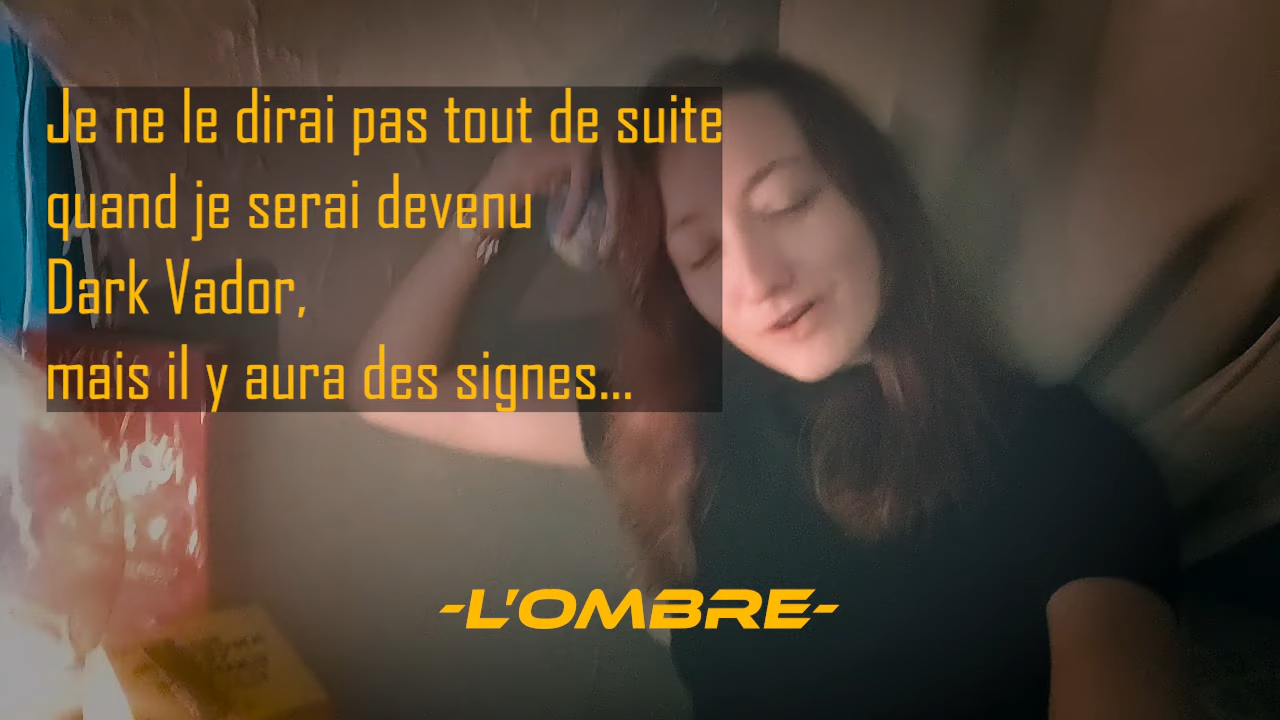 Je ne le dirai pas tout de suite
quand je serai devenu
Dark Vador,
mais il y aura des signes...
-L'OMBRE-